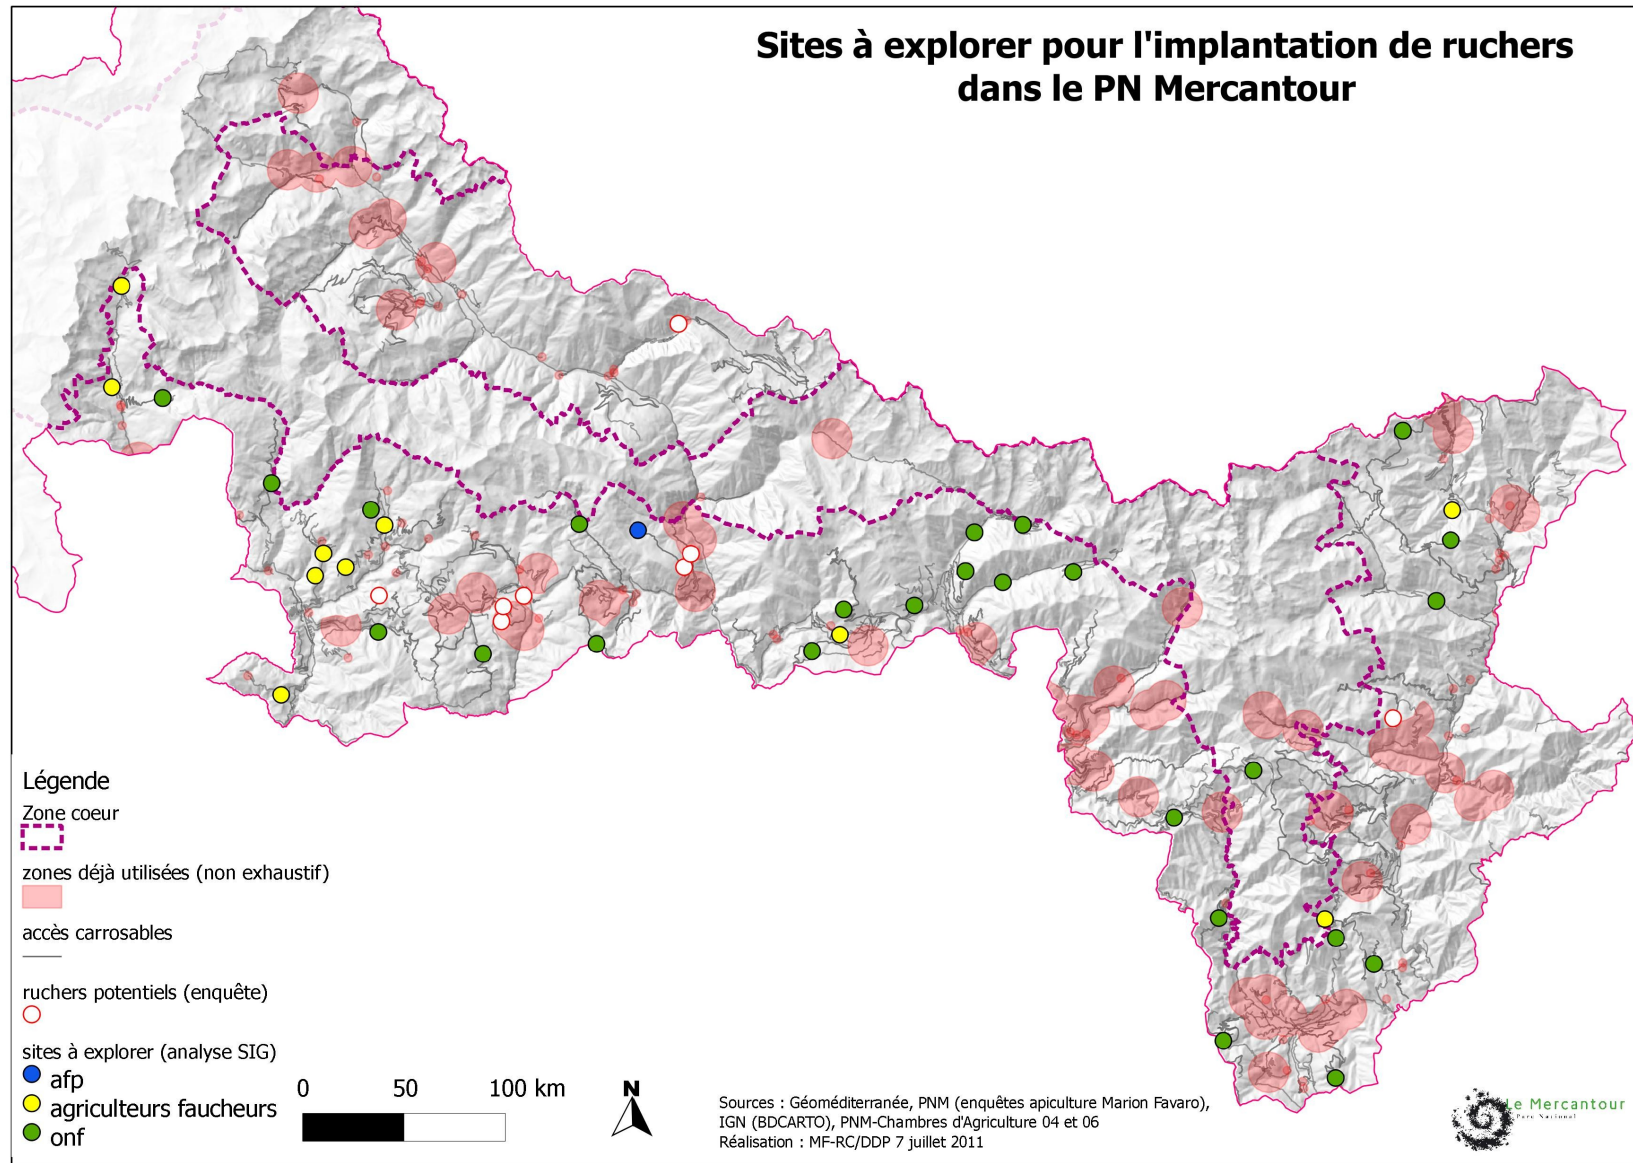 Sites à explorer pour l'implantation de ruchers
dans le PN Mercantour
Légende
Zone coeur
zones déjà utilisées (non exhaustif)
accès carrosables
ruchers potentiels (enquête)
sites à explorer (analyse SIG)
afp
agriculteurs faucheurs
onf
0 50 100 km
N
Sources : Géoméditerranée, PNM (enquêtes apiculture Marion Favaro),
IGN (BDCARTO), PNM-Chambres d'Agriculture 04 et 06
Réalisation : MF-RC/DDP 7 juillet 2011
Le Mercantour
Parc National